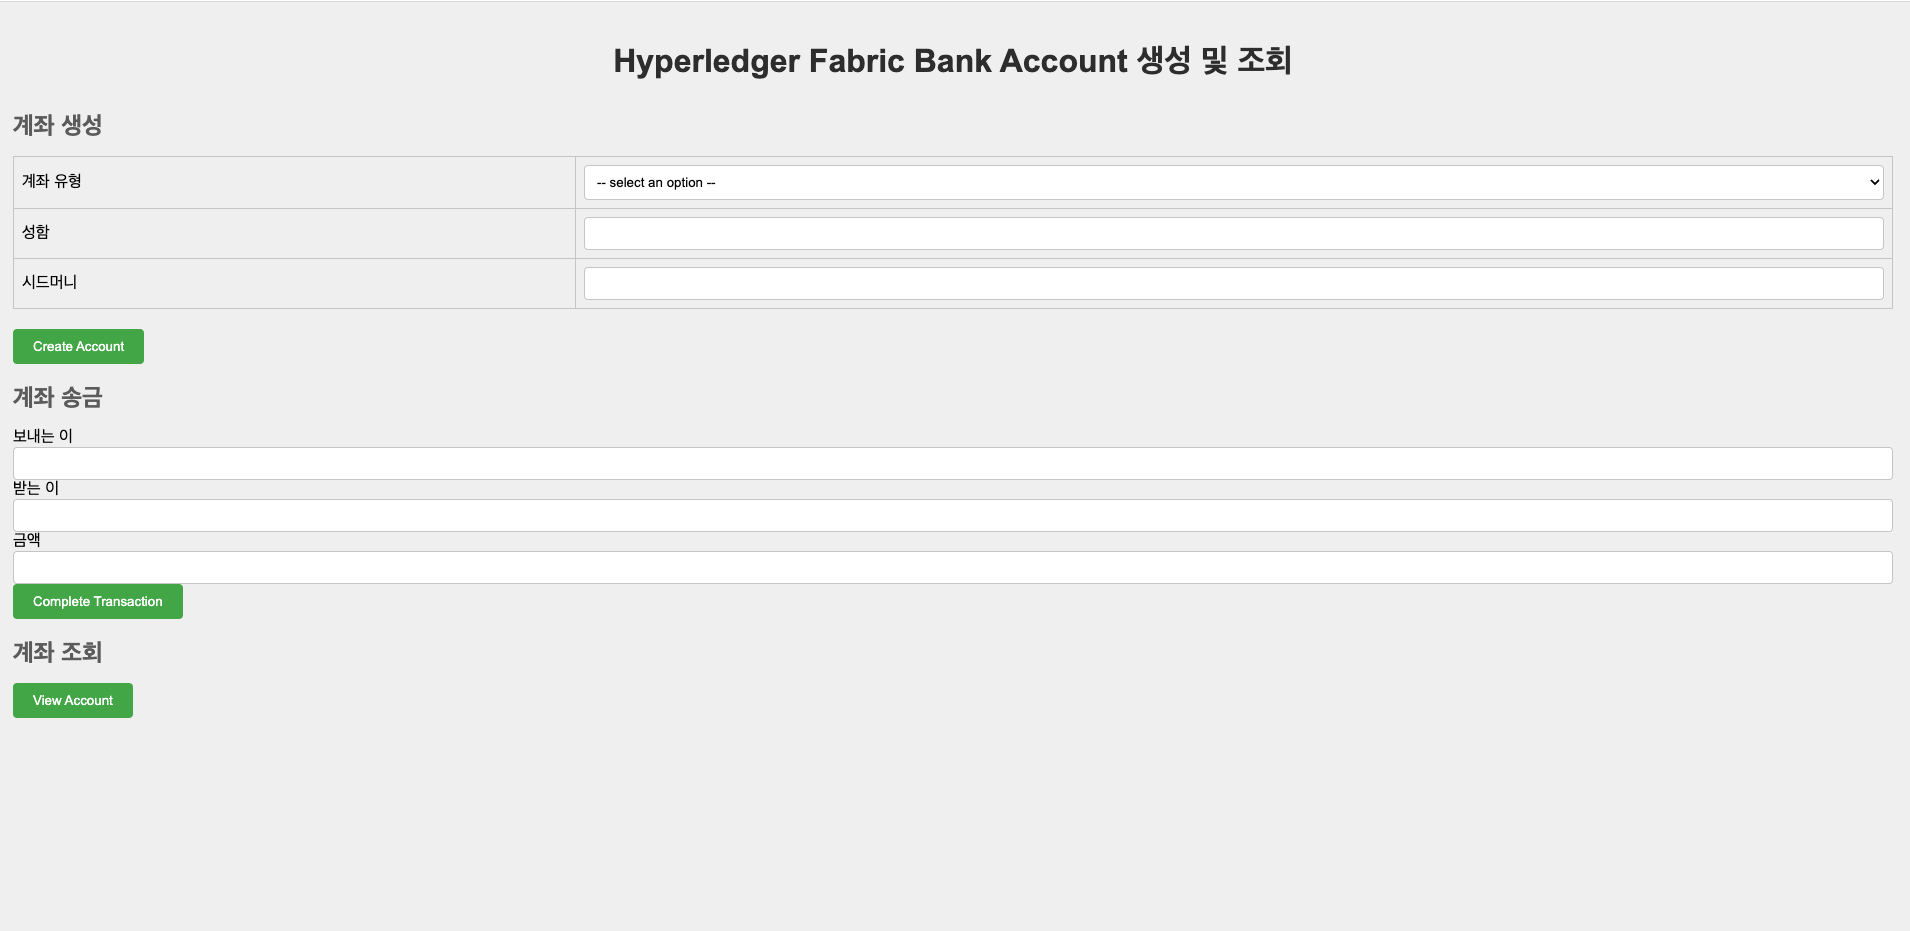 Hyperledger Fabric Bank Account 생성 및 조회
계좌 생성
계좌 유형
-- select an option --
성함
시드머니
Create Account
계좌 송금
보내는 이
받는 이
금액
Complete Transaction
계좌 조회
View Account